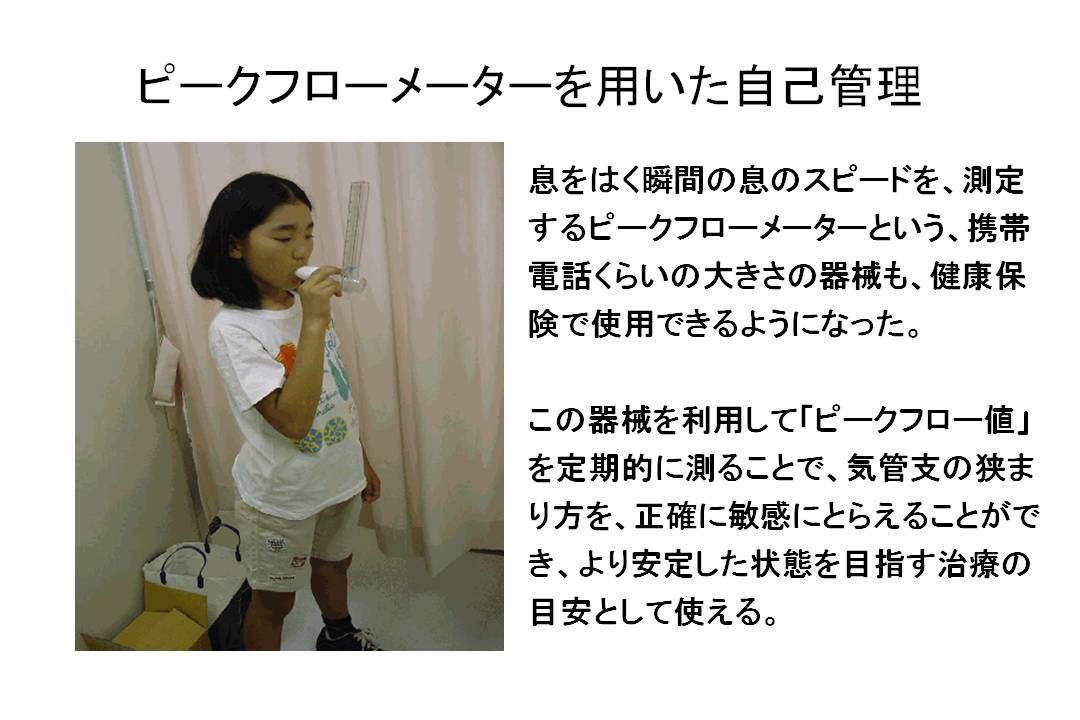 ピークフローメーターを用いた自己管理
息をはく瞬間の息のスピードを、測定
するピークフローメーターという、携帯
電話くらいの大きさの器械も、健康保
険で使用できるようになった。
この器械を利用して「ピークフロー値」
を定期的に測ることで、気管支の狭ま
り方を、正確に敏感にとらえることがで
き、より安定した状態を目指す治療の
目安として使える。